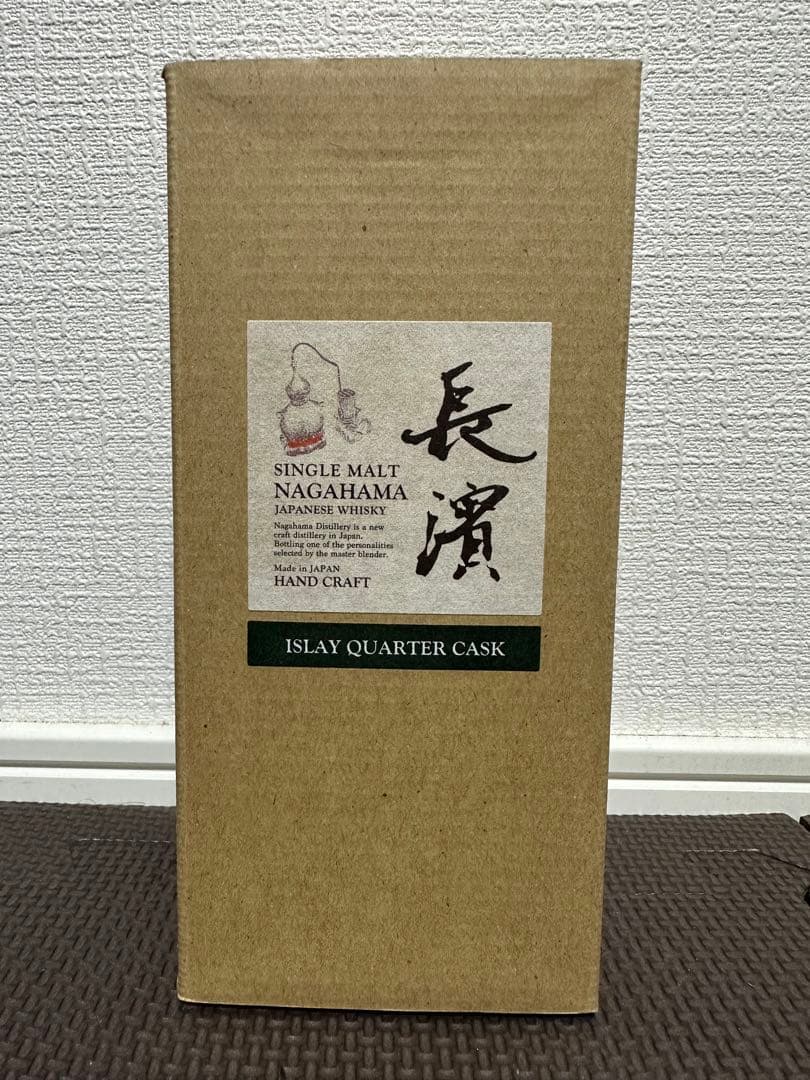 SINGLE MALT
NAGAHAMA
JAPANESE WHISKY
Nagahama Distillery is a new
craft distillery in Japan.
Bottling one of the personalities
selected by the master blender.
Made in JAPAN
HAND CRAFT
長濱
ISLAY QUARTER CASK